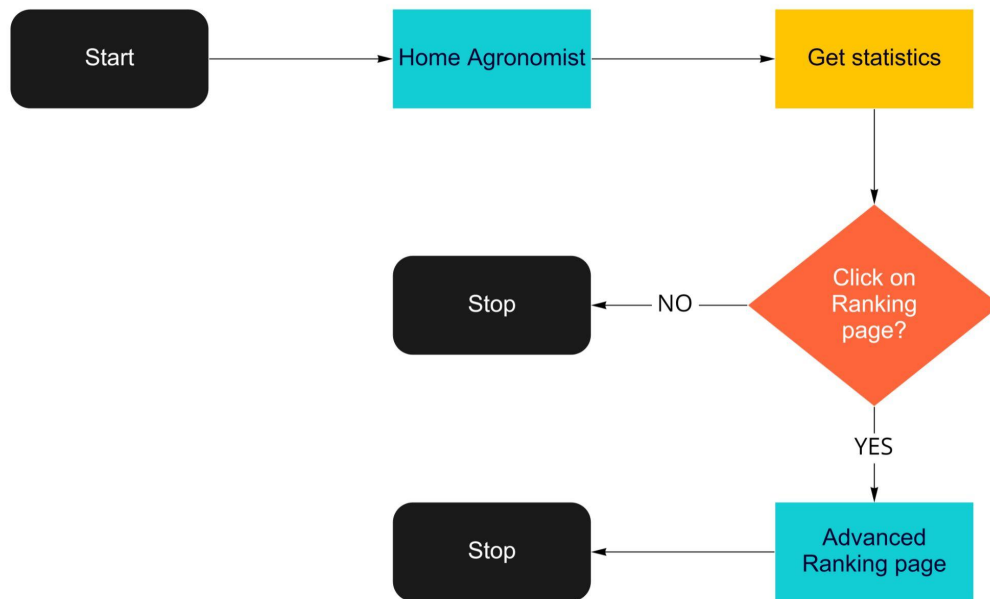 Start
Home Agronomist
Get statistics
Click on
Ranking
page?
NO
Stop
YES
Advanced
Ranking page
Stop